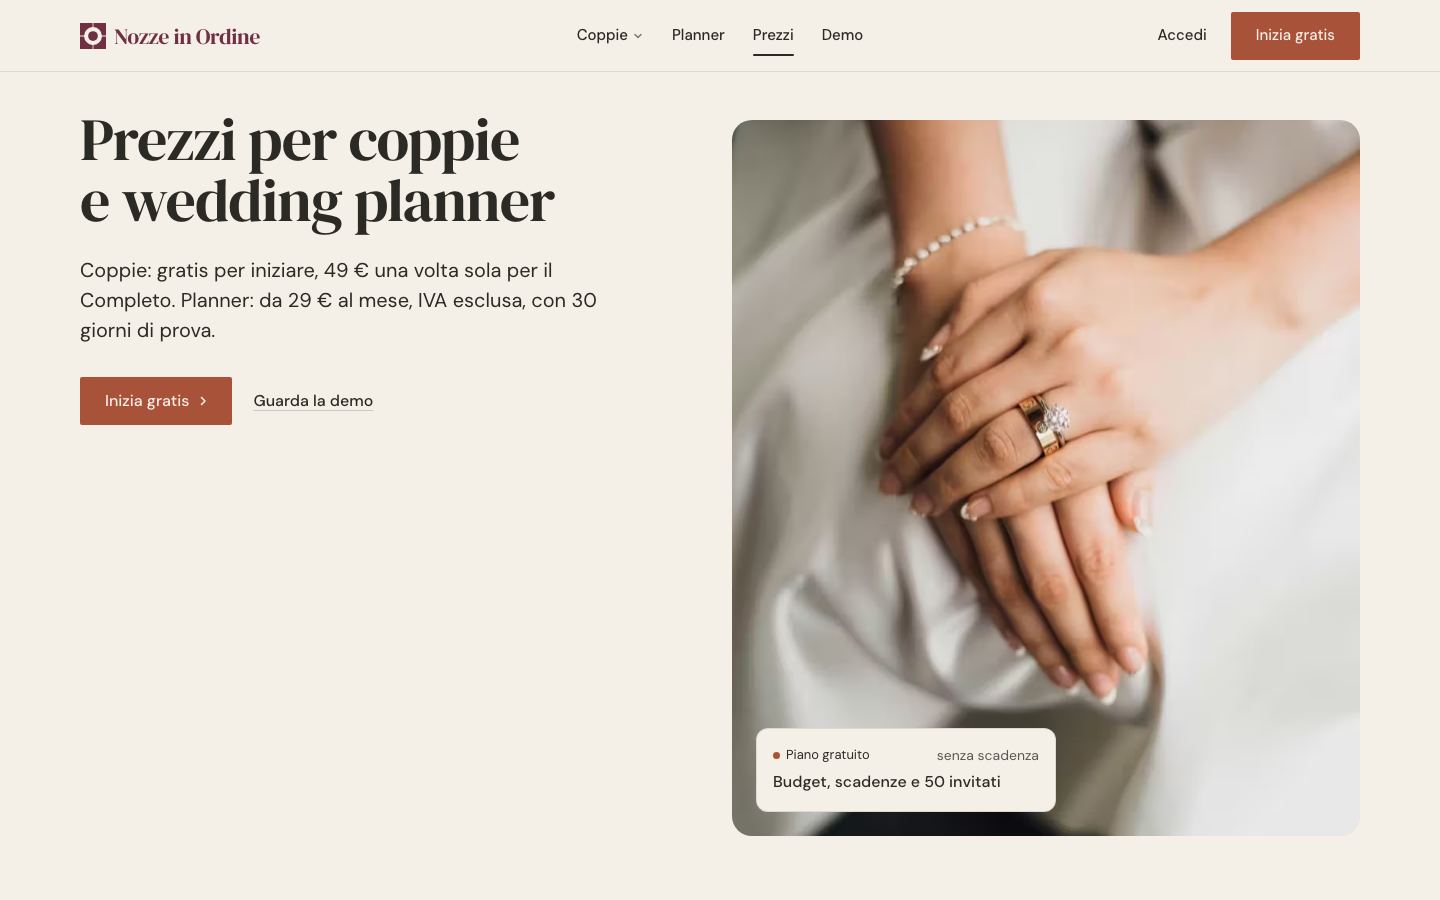 Nozze in Ordine
Coppie
Planner
Prezzi
Demo
Accedi
Inizia gratis
Prezzi per coppie
e wedding planner
Coppie: gratis per iniziare, 49 € una volta sola per il
Completo. Planner: da 29 € al mese, IVA esclusa, con 30
giorni di prova.
Inizia gratis
Guarda la demo
Piano gratuito
senza scadenza
Budget, scadenze e 50 invitati